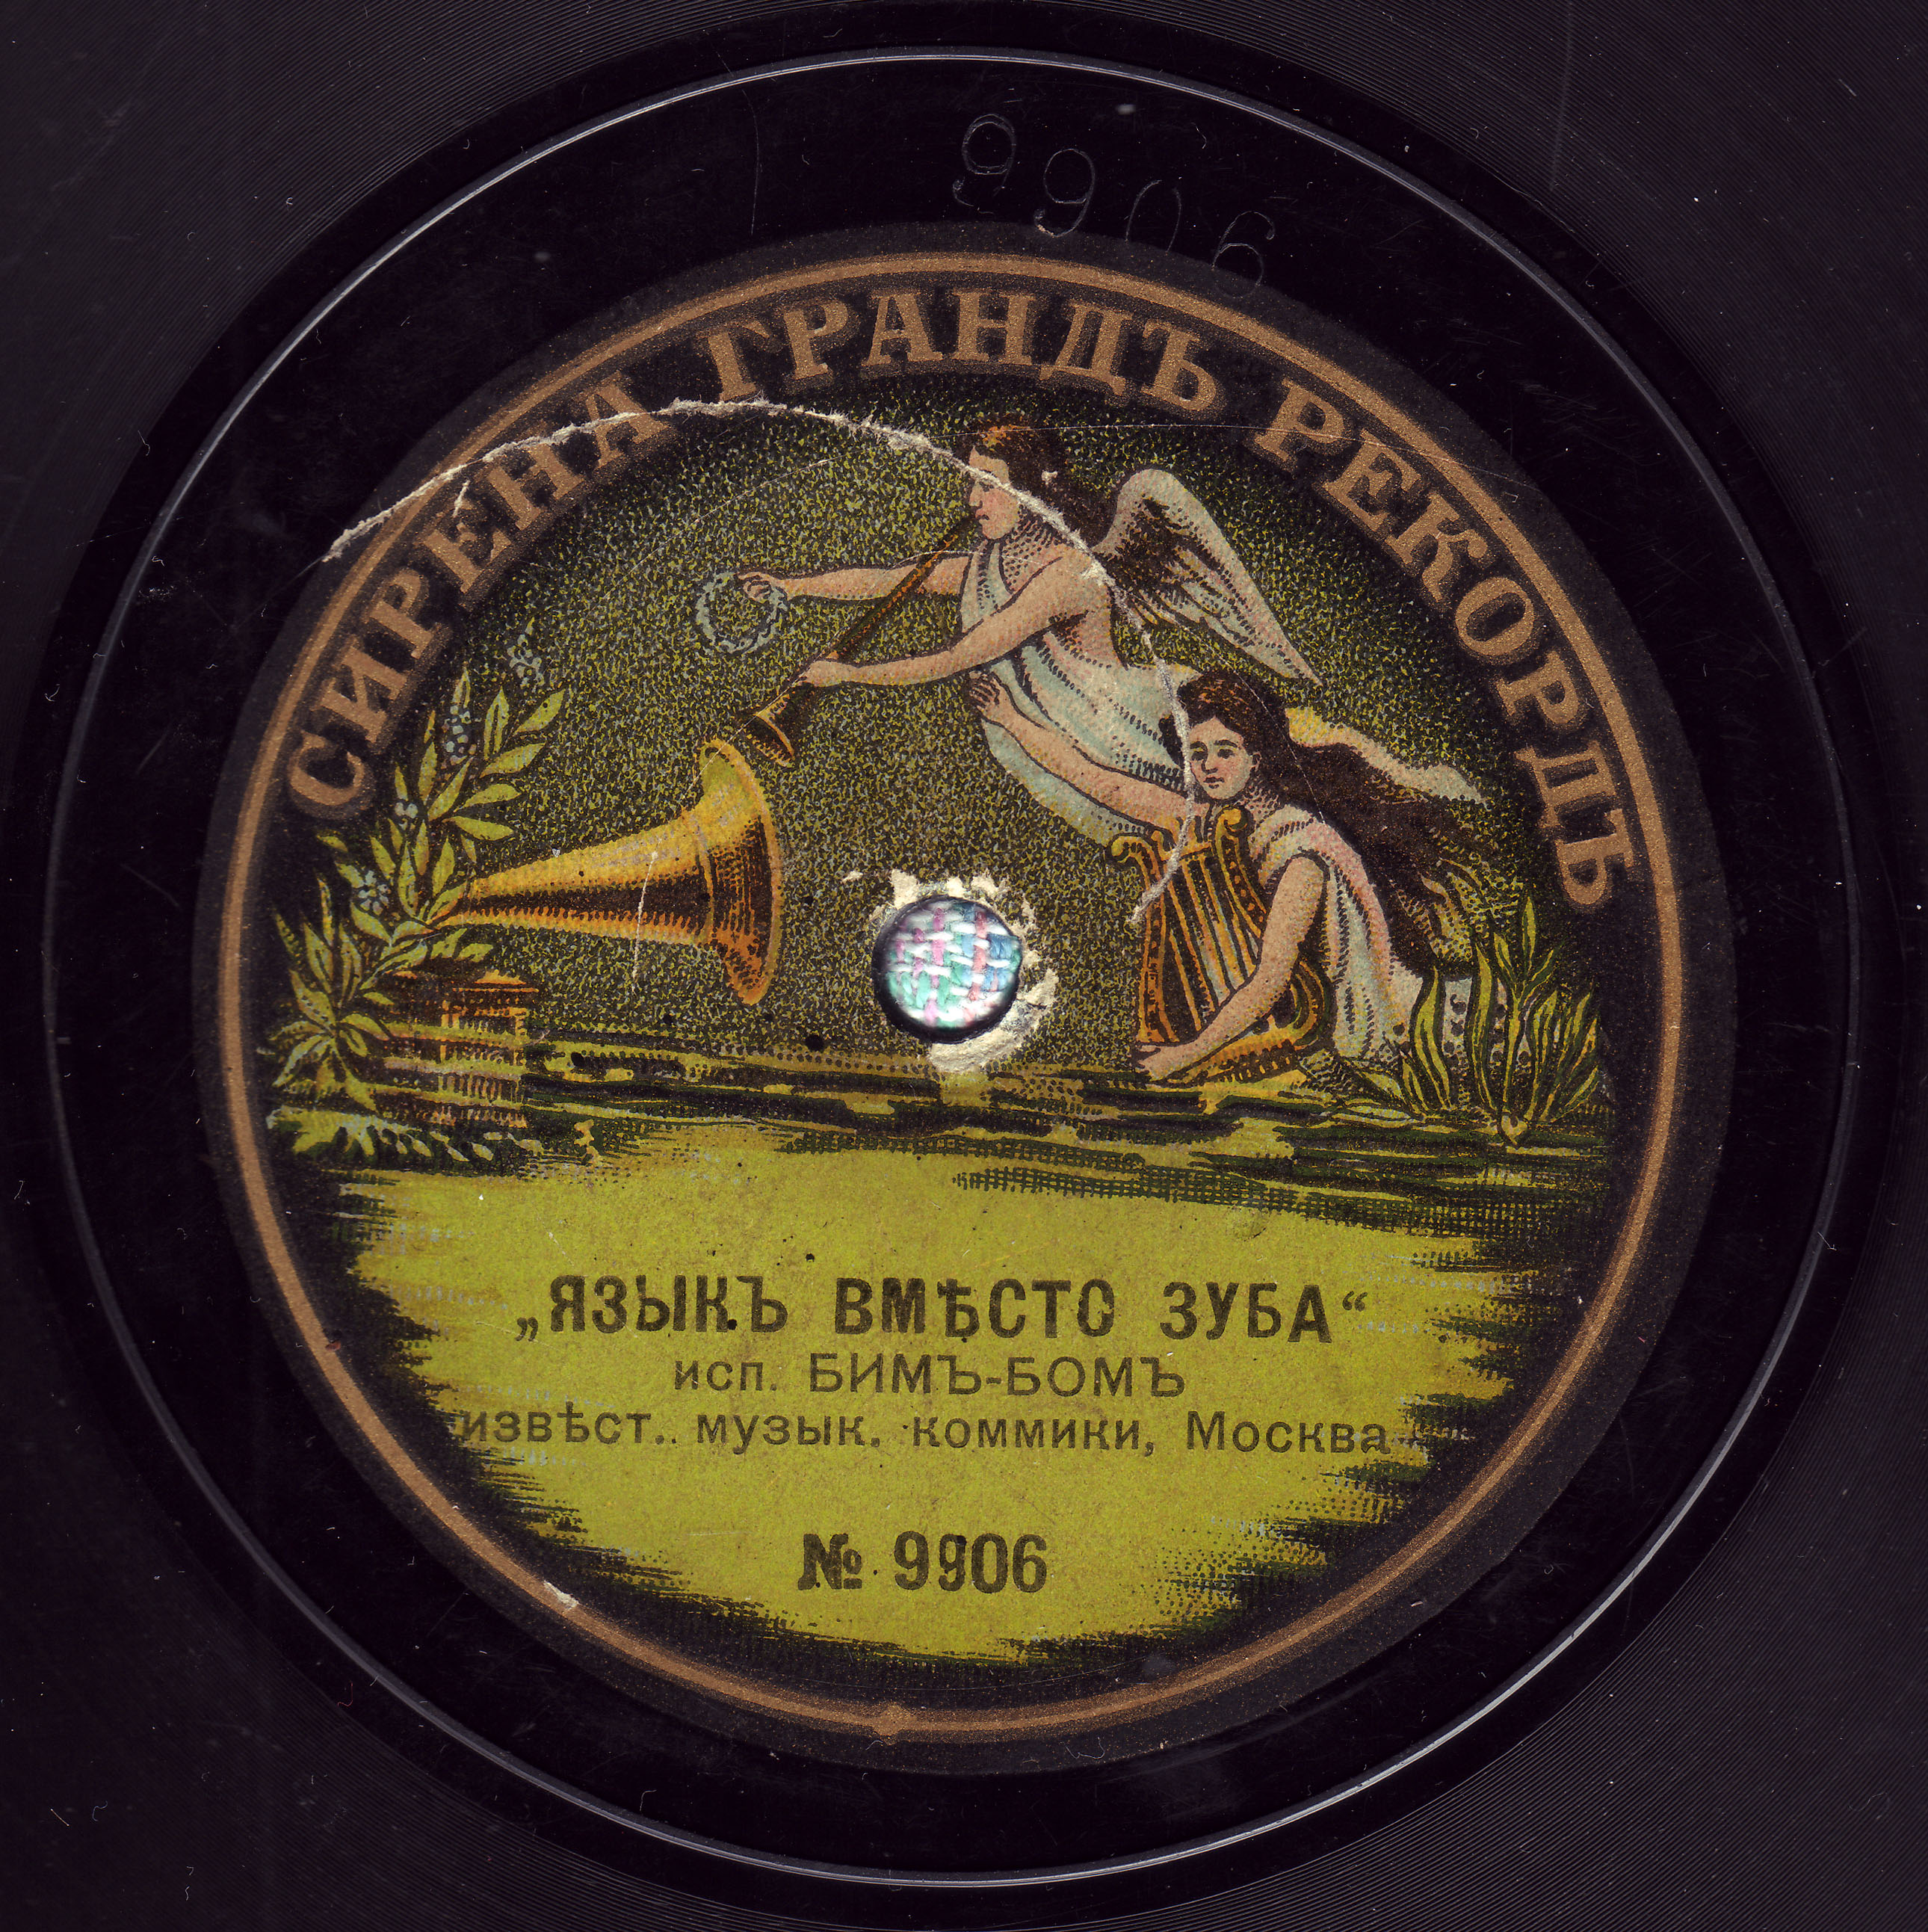 9906
СИРЕНА ГРАНДЪ РЕКОРДЪ
„ЯЗЫКЪ ВМѢСТО ЗУБА“
исп. БИМЪ-БОМЪ
извѣст. музык. коммики, Москва
№ 9906